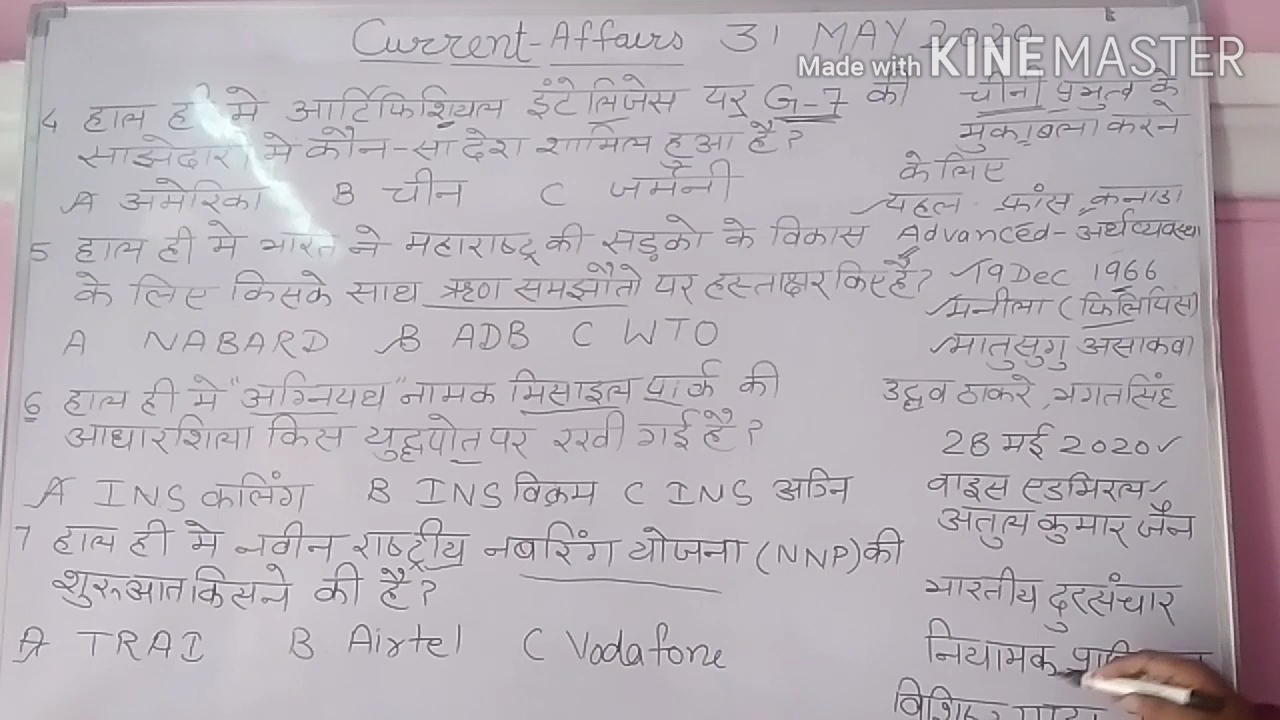 Current-Affairs 31 MAY 2020
Made with KINEMASTER
4 हाल ही मे आर्टिफिशियल इंटेलिजेस पर G-7 की
साझेदारी मे कौन-सा देश शामिल हुआ है?
A अमेरिका B चीन C जर्मनी
5 हाल ही मे भारत ने महाराष्ट्र की सड़को के विकास
के लिए किसके साथ ऋण समझौतो पर हस्ताक्षर किए है?
A NABARD B ADB C WTO
6 हाल ही मे "अग्निपथ" नामक मिसाइल पार्क की
आधारशिला किस युद्धपोत पर रखी गई है?
A INS कलिंग B INS विक्रम C INS अग्नि
7 हाल ही मे नवीन राष्ट्रीय नंबरिंग योजना (NNP) की
शुरुआत किसने की है?
A TRAI B Airtel C Vodafone
चीनी प्रभुत्व के
मुकाबला करने
के लिए
पहल फ्रांस, कनाडा
Advanced-अर्थव्यवस्था
19 Dec 1966
मनीला (फिलिपिंस)
मातुसुगु असाकवा
उद्धव ठाकरे, भगतसिंह
28 मई 2020
वाइस एडमिरल
अतुल कुमार जैन
भारतीय दुरसंचार
नियामक